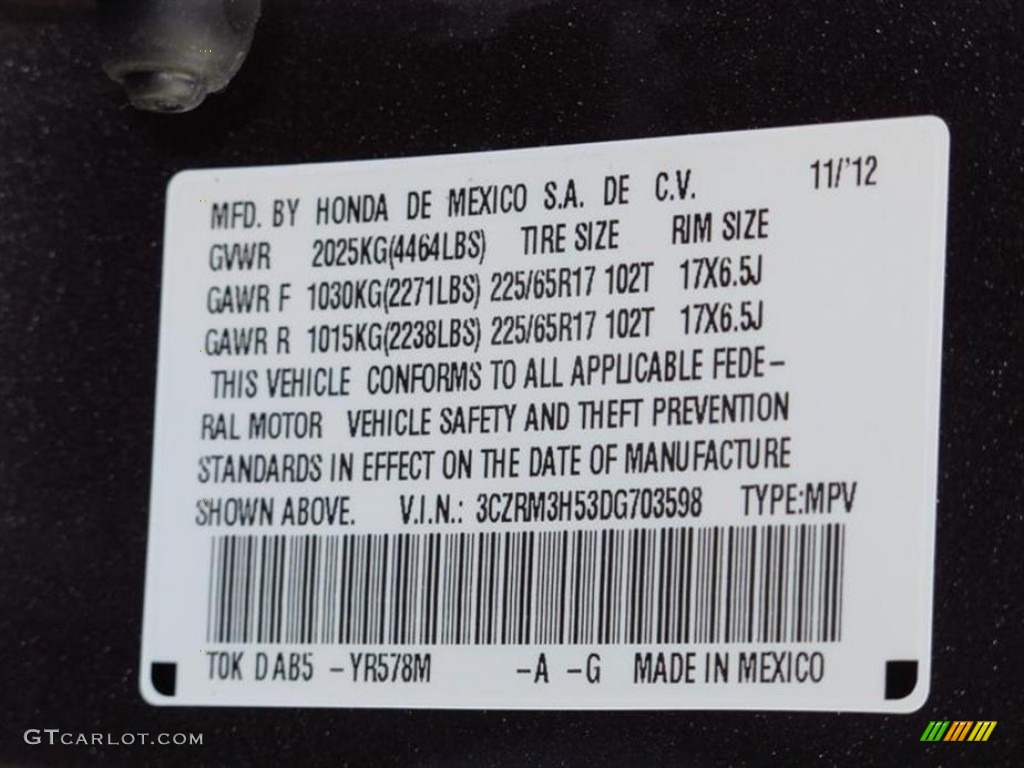 MFD. BY HONDA DE MEXICO S.A. DE C.V. 11/'12
GVWR 2025KG(4464LBS) TIRE SIZE RIM SIZE
GAWR F 1030KG(2271LBS) 225/65R17 102T 17X6.5J
GAWR R 1015KG(2238LBS) 225/65R17 102T 17X6.5J
THIS VEHICLE CONFORMS TO ALL APPLICABLE FEDE-
RAL MOTOR VEHICLE SAFETY AND THEFT PREVENTION
STANDARDS IN EFFECT ON THE DATE OF MANUFACTURE
SHOWN ABOVE. V.I.N.: 3CZRM3H53DG703598 TYPE:MPV
T0K DAB5 -YR578M -A -G MADE IN MEXICO
GTCARLOT.COM